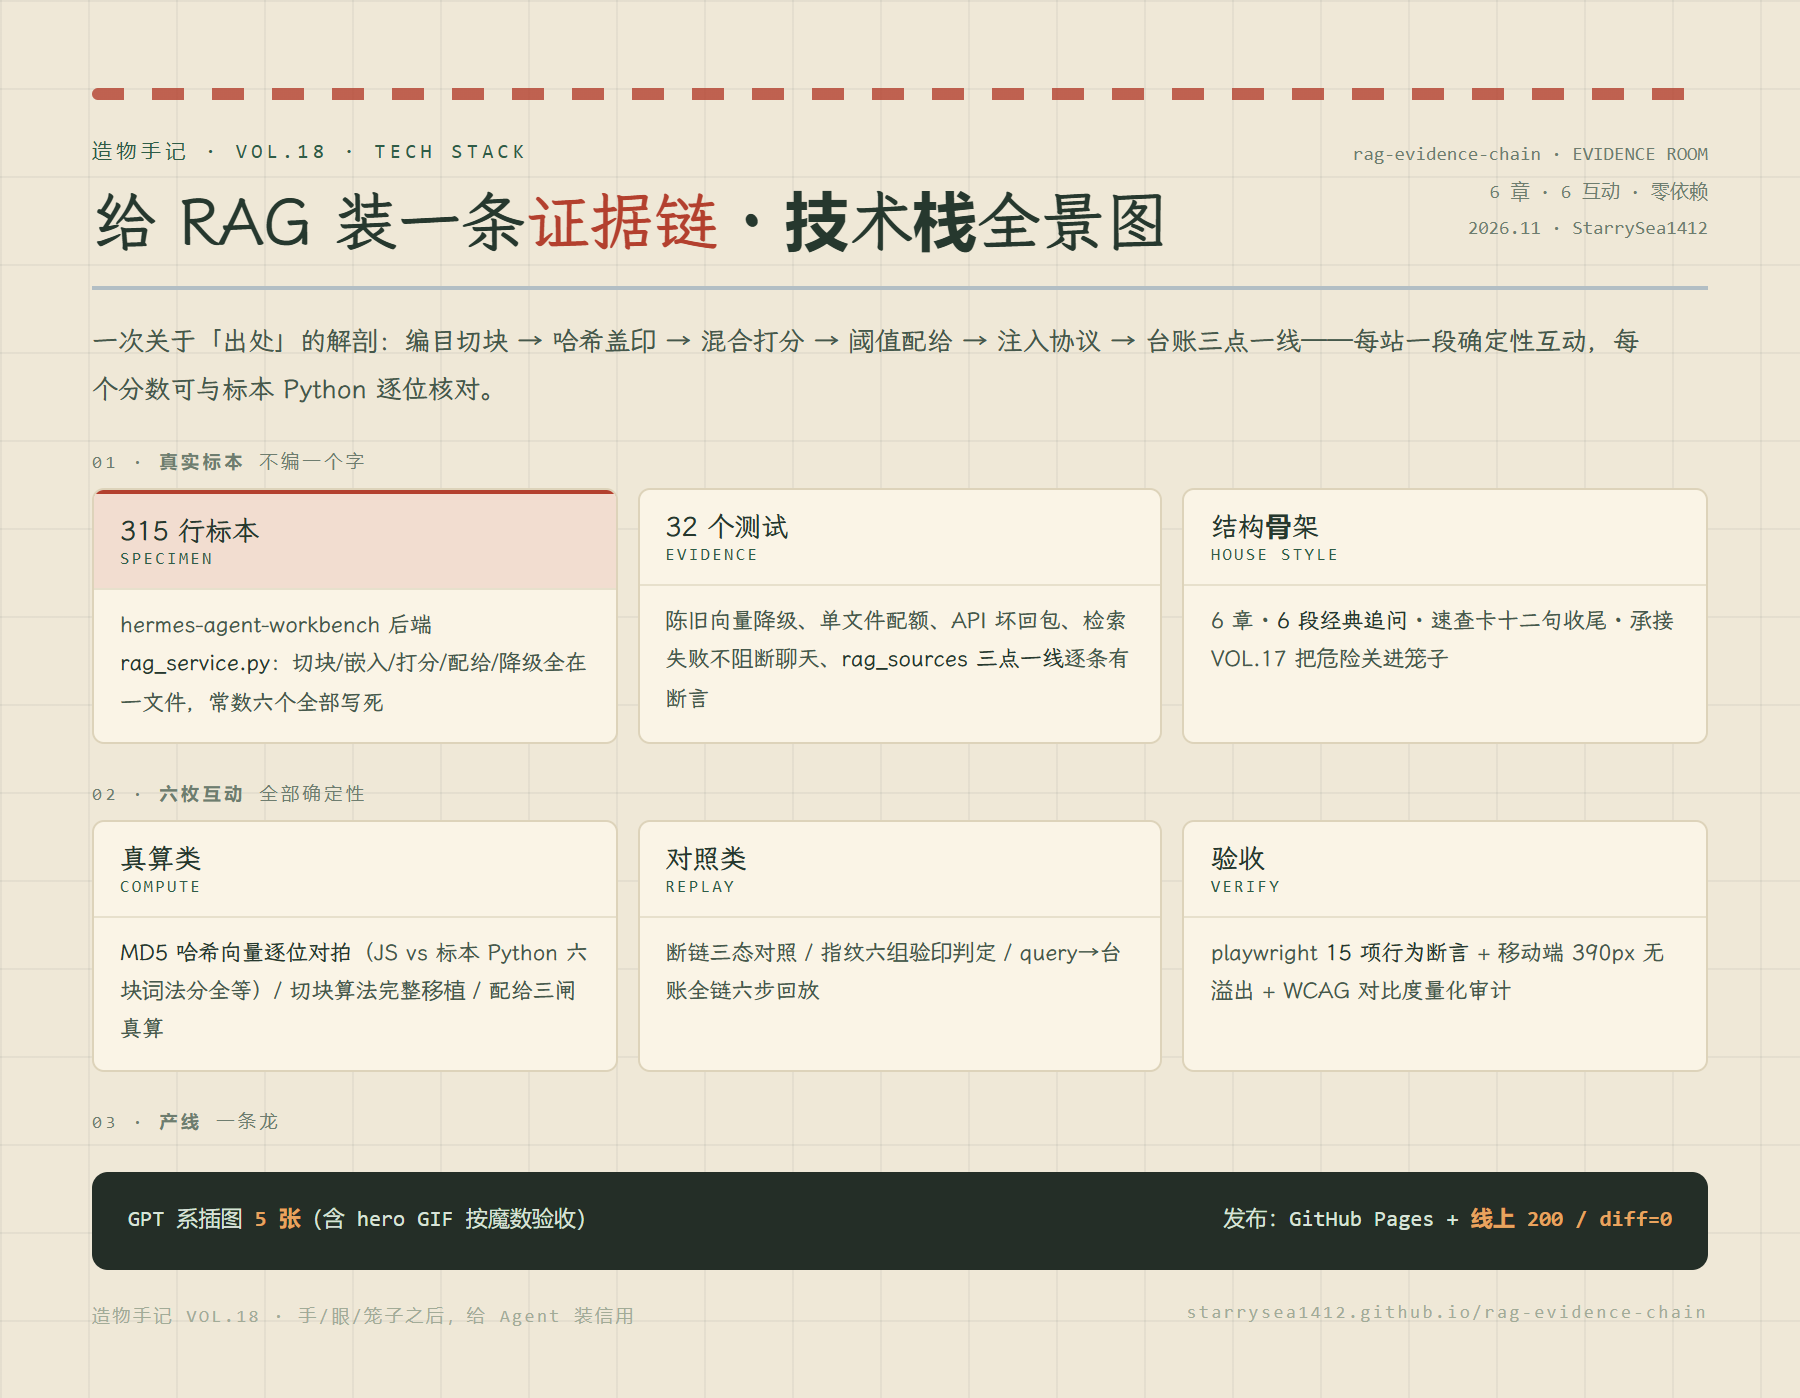 造物手记 · VOL.18 · TECH STACK
给 RAG 装一条证据链 · 技术栈全景图
rag-evidence-chain · EVIDENCE ROOM
6 章 · 6 互动 · 零依赖
2026.11 · StarrySea1412
一次关于「出处」的解剖：编目切块 → 哈希盖印 → 混合打分 → 阈值配给 → 注入协议 → 台账三点一线——每站一段确定性互动，每
个分数可与标本 Python 逐位核对。
01 · 真实标本 不编一个字
315 行标本
SPECIMEN
hermes-agent-workbench 后端
rag_service.py：切块/嵌入/打分/配给/降级全在
一文件，常数六个全部写死
32 个测试
EVIDENCE
陈旧向量降级、单文件配额、API 坏回包、检索
失败不阻断聊天、rag_sources 三点一线逐条有
断言
结构骨架
HOUSE STYLE
6 章 · 6 段经典追问 · 速查卡十二句收尾 · 承接
VOL.17 把危险关进笼子
02 · 六枚互动 全部确定性
真算类
COMPUTE
MD5 哈希向量逐位对拍（JS vs 标本 Python 六
块词法分全等）/ 切块算法完整移植 / 配给三闸
真算
对照类
REPLAY
断链三态对照 / 指纹六组验印判定 / query→台
账全链六步回放
验收
VERIFY
playwright 15 项行为断言 + 移动端 390px 无
溢出 + WCAG 对比度量化审计
03 · 产线 一条龙
GPT 系插图 5 张（含 hero GIF 按魔数验收）
发布：GitHub Pages + 线上 200 / diff=0
造物手记 VOL.18 · 手/眼/笼子之后，给 Agent 装信用
starrysea1412.github.io/rag-evidence-chain